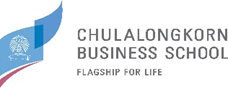 CHULALONGKORN
BUSINESS SCHOOL
FLAGSHIP FOR LIFE